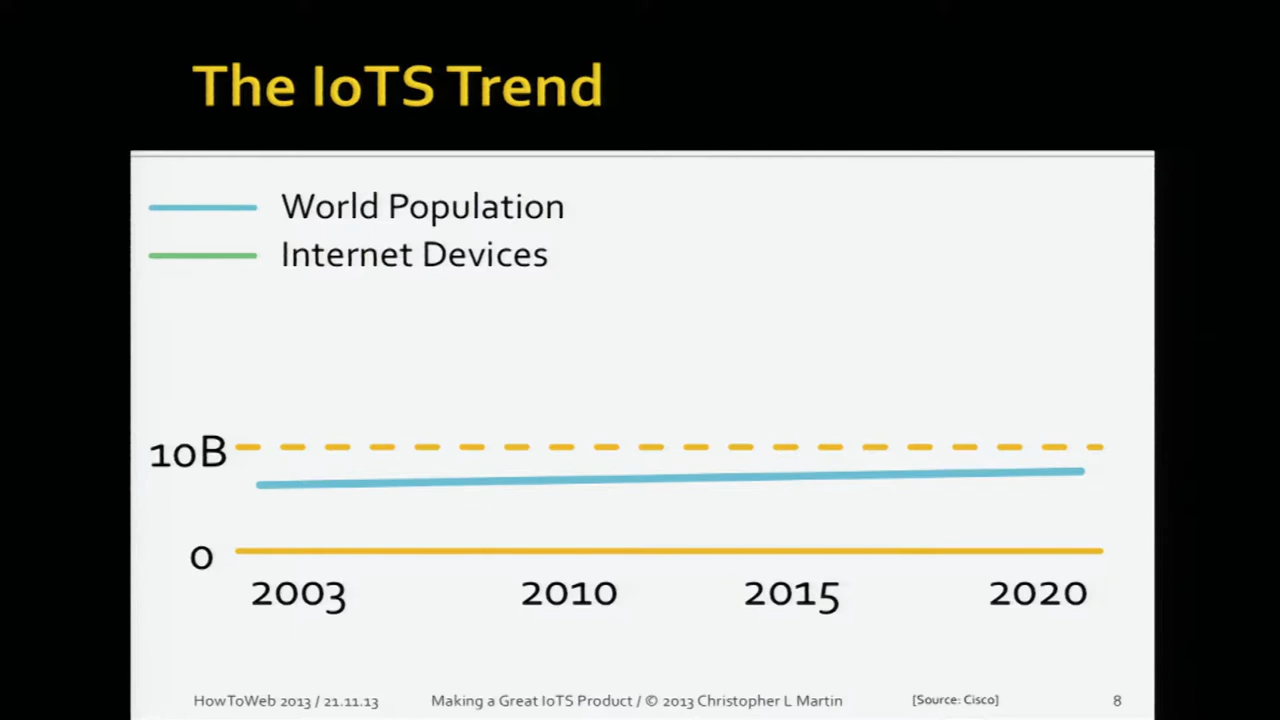 The IoTS Trend
World Population
Internet Devices
10B
0
2003 2010 2015 2020
HowToWeb 2013 / 21.11.13 Making a Great IoTS Product / © 2013 Christopher L Martin [Source: Cisco] 8